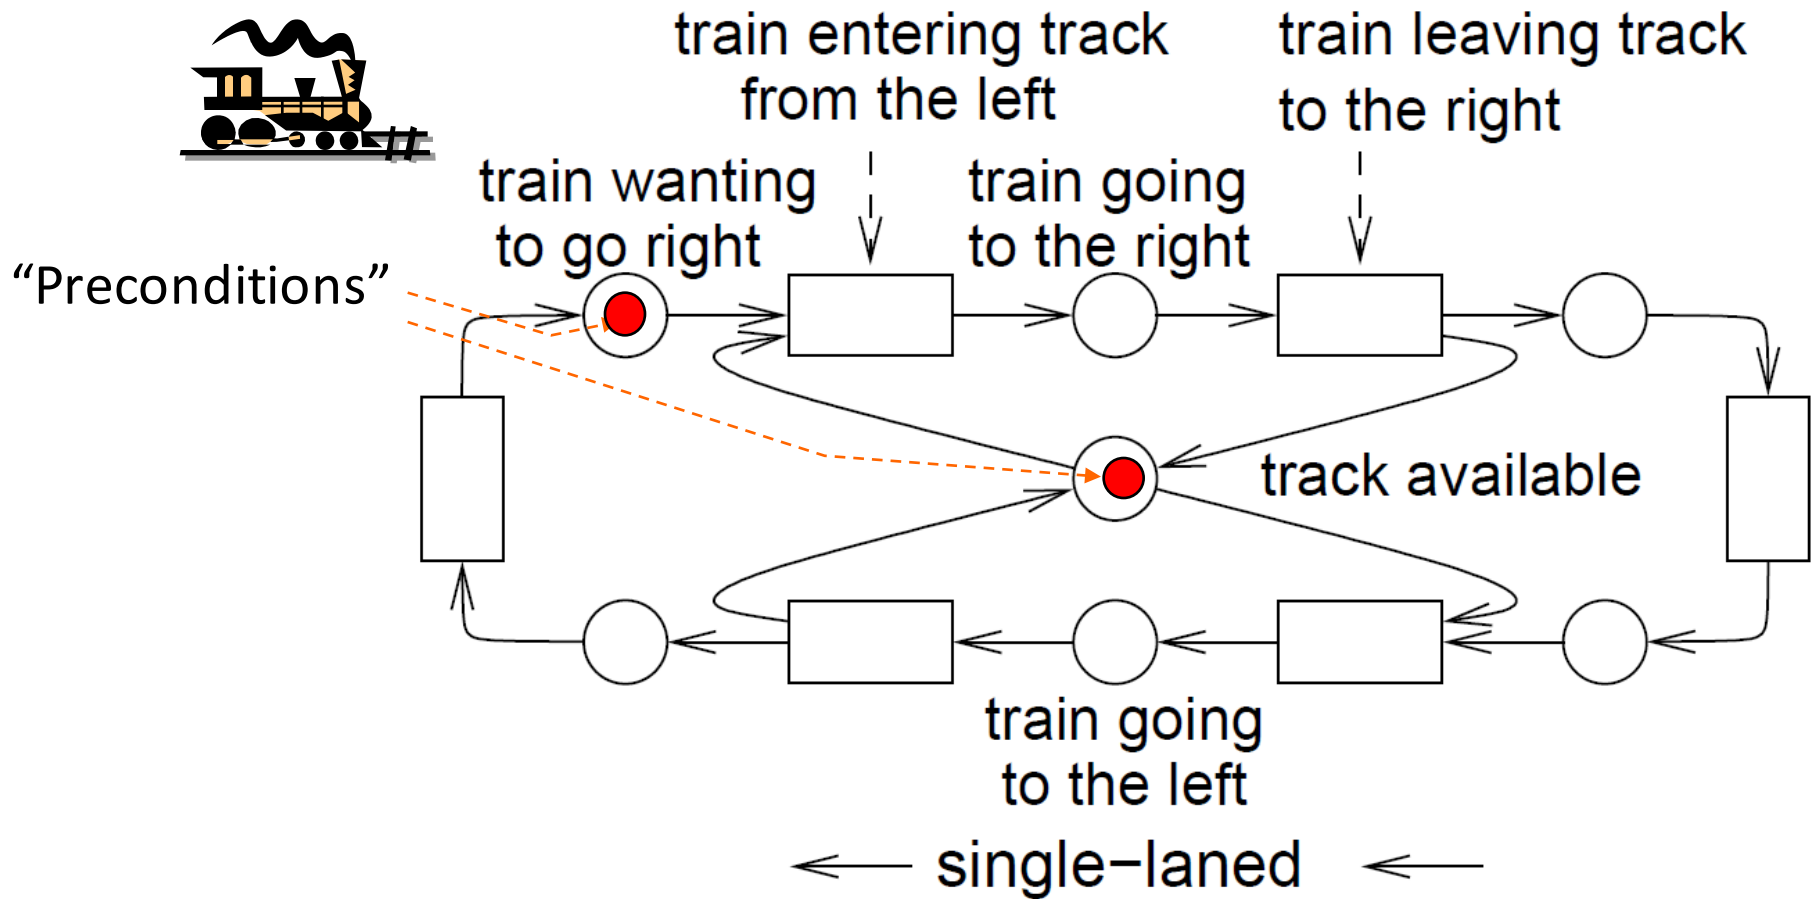 train entering track
from the left
train leaving track
to the right
train wanting
to go right
train going
to the right
“Preconditions”
track available
train going
to the left
single−laned